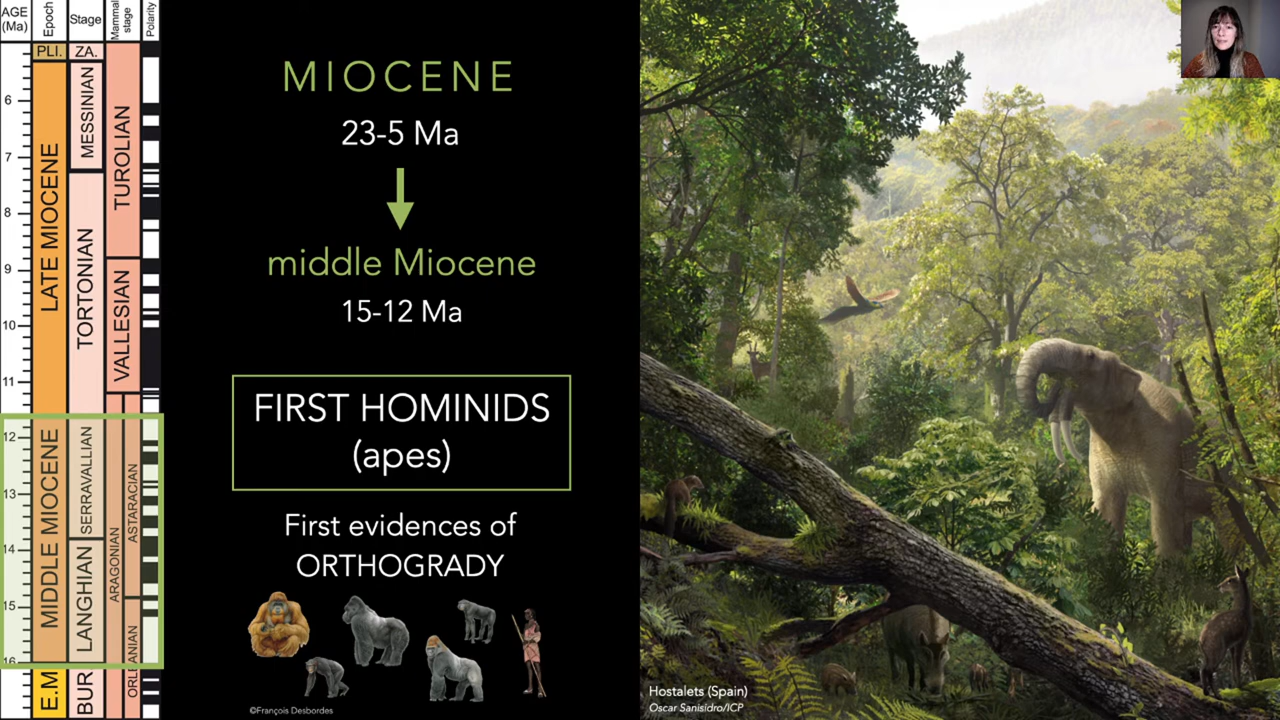 AGE
(Ma)
Epoch
Stage
Mammal
stage
Polarity
PLI.
ZA.
6
7
8
9
10
11
12
13
14
15
16
LATE MIOCENE
MIDDLE MIOCENE
E.M
MESSINIAN
TORTONIAN
SERRAVALLIAN
LANGHIAN
BUR
TUROLIAN
VALLESIAN
ARAGONIAN
ASTARACIAN
ORLEANIAN
MIOCENE
23-5 Ma
middle Miocene
15-12 Ma
FIRST HOMINIDS
(apes)
First evidences of
ORTHOGRADY
©François Desbordes
Hostalets (Spain)
Oscar Sanisidro/ICP